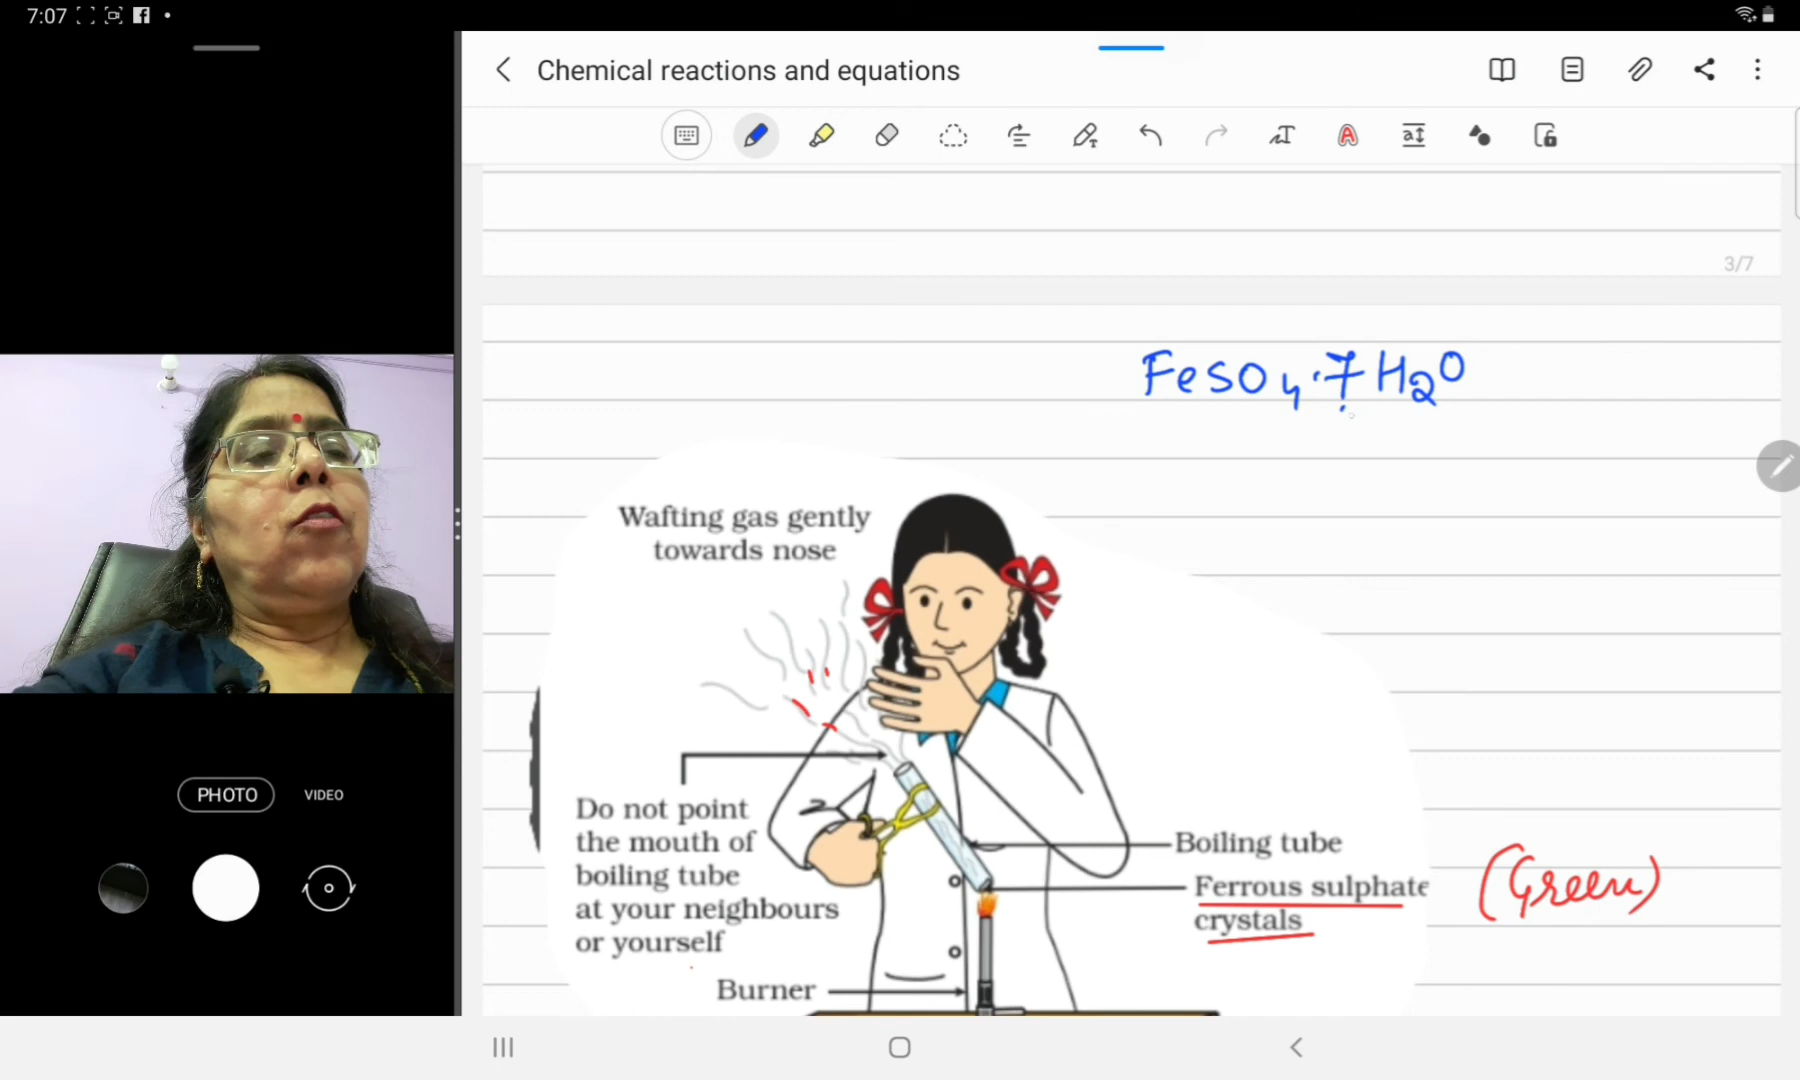 7:07
Chemical reactions and equations
3/7
FeSO4·7H2O
Wafting gas gently
towards nose
Do not point
the mouth of
boiling tube
at your neighbours
or yourself
Boiling tube
Ferrous sulphate
crystals
(Green)
Burner
PHOTO
VIDEO